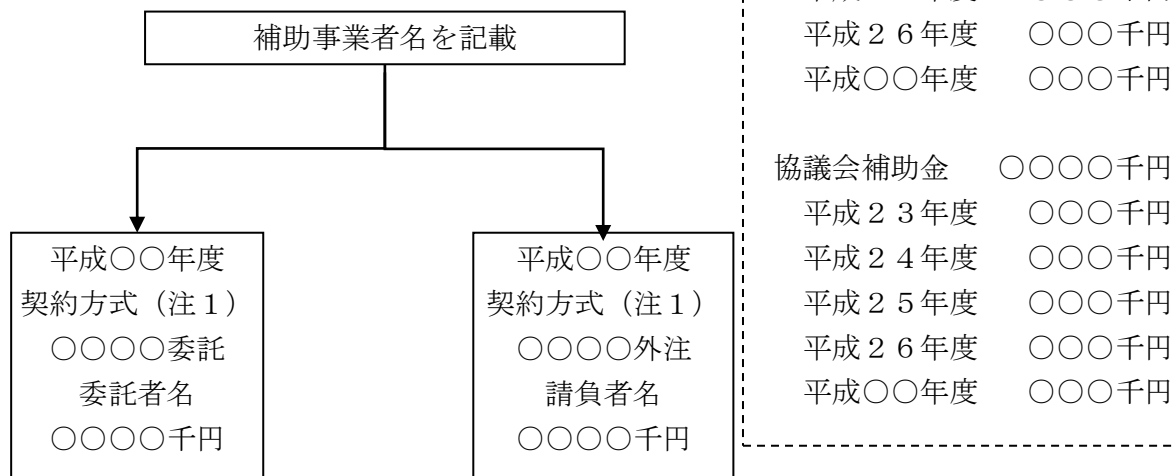 補助事業者名を記載
平成○○年度
契約方式（注１）
○○○○委託
委託者名
○○○○千円
平成○○年度
契約方式（注１）
○○○○外注
請負者名
○○○○千円
平成２６年度　○○○千円
平成○○年度　○○○千円
協議会補助金　○○○○千円
平成２３年度　○○○千円
平成２４年度　○○○千円
平成２５年度　○○○千円
平成２６年度　○○○千円
平成○○年度　○○○千円